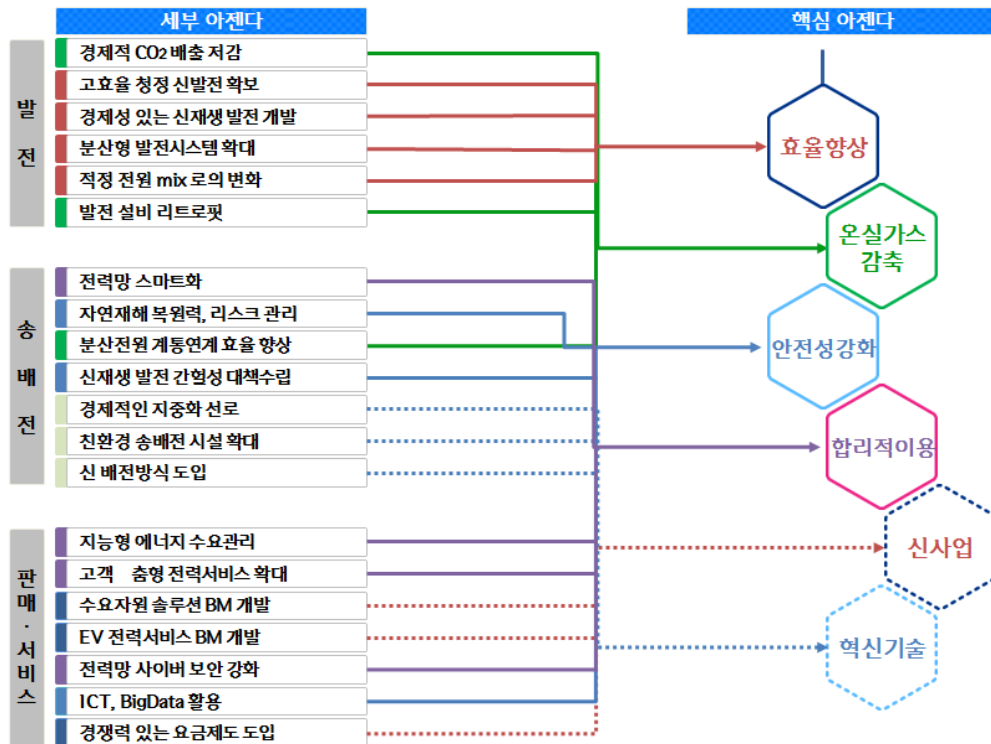 세부 아젠다
핵심 아젠다
발전
경제적 CO2 배출 저감
고효율 청정 신발전 확보
경제성 있는 신재생 발전 개발
분산형 발전시스템 확대
적정 전원 mix 로의 변화
발전 설비 리트로핏
송배전
전력망 스마트화
자연재해 복원력, 리스크 관리
분산전원 계통연계 효율 향상
신재생 발전 간헐성 대책수립
경제적인 지중화 선로
친환경 송배전 시설 확대
신 배전방식 도입
판매·서비스
지능형 에너지 수요관리
고객 춤형 전력서비스 확대
수요자원 솔루션 BM 개발
EV 전력서비스 BM 개발
전력망 사이버 보안 강화
ICT, BigData 활용
경쟁력 있는 요금제도 도입
효율향상
온실가스
감축
안전성강화
합리적이용
신사업
혁신기술